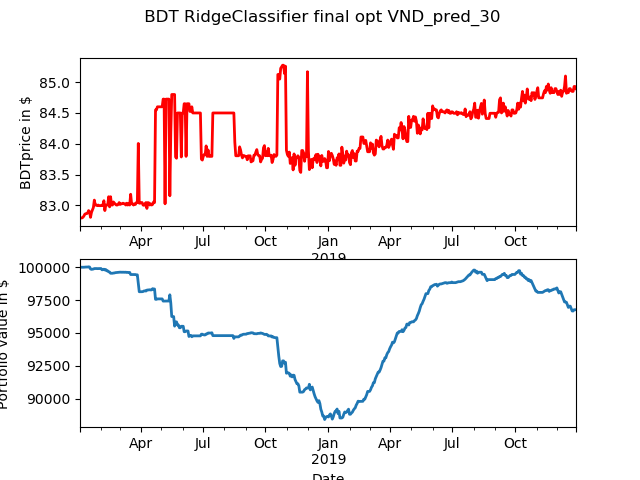 BDT RidgeClassifier final opt VND_pred_30
BDTprice in $
85.0
84.5
84.0
83.5
83.0
Apr Jul Oct Jan Apr Jul Oct
2019
Portfolio Value in $
100000
97500
95000
92500
90000
Apr Jul Oct Jan Apr Jul Oct
2019
Date